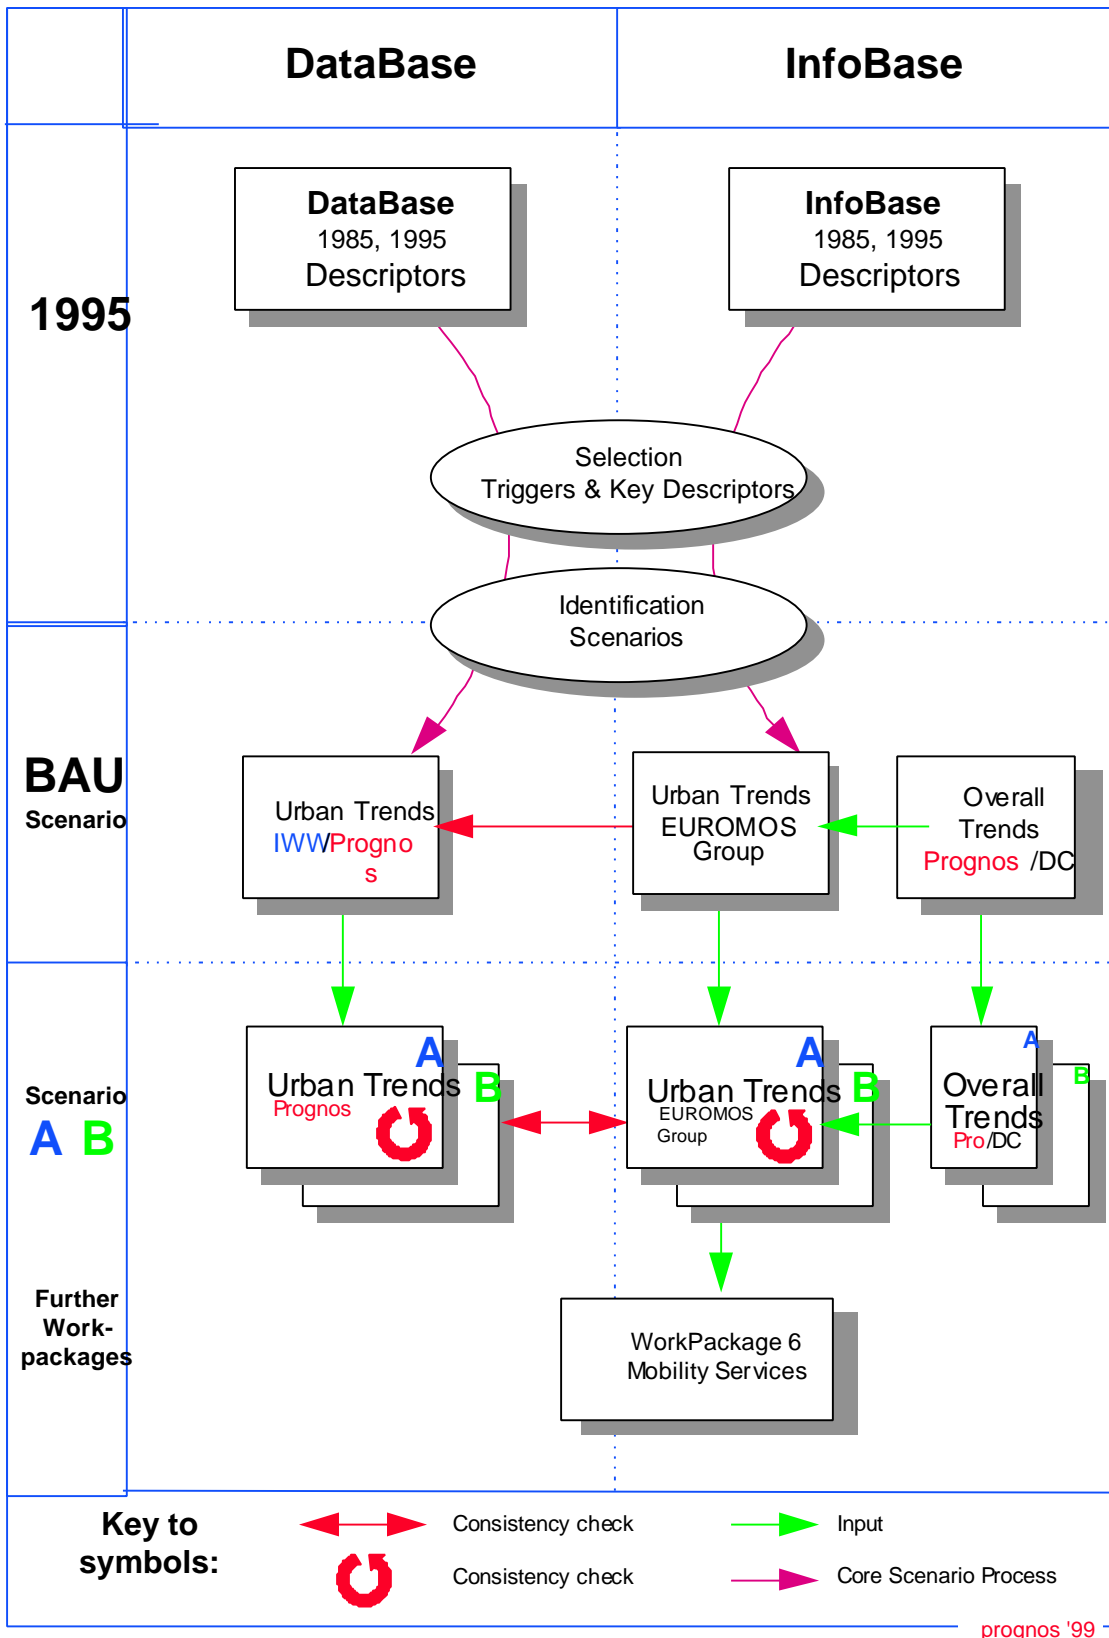 DataBase
InfoBase
1995
DataBase
1985, 1995
Descriptors
InfoBase
1985, 1995
Descriptors
Selection
Triggers & Key Descriptors
Identification
Scenarios
BAU
Scenario
Urban Trends
IWW/Progno
s
Urban Trends
EUROMOS
Group
Overall
Trends
Prognos /DC
Scenario
A B
A
Urban Trends B
Prognos
A
Urban Trends B
EUROMOS
Group
A
B
Overall
Trends
Pro/DC
Further
Work-
packages
WorkPackage 6
Mobility Services
Key to
symbols:
Consistency check
Input
Consistency check
Core Scenario Process
prognos '99